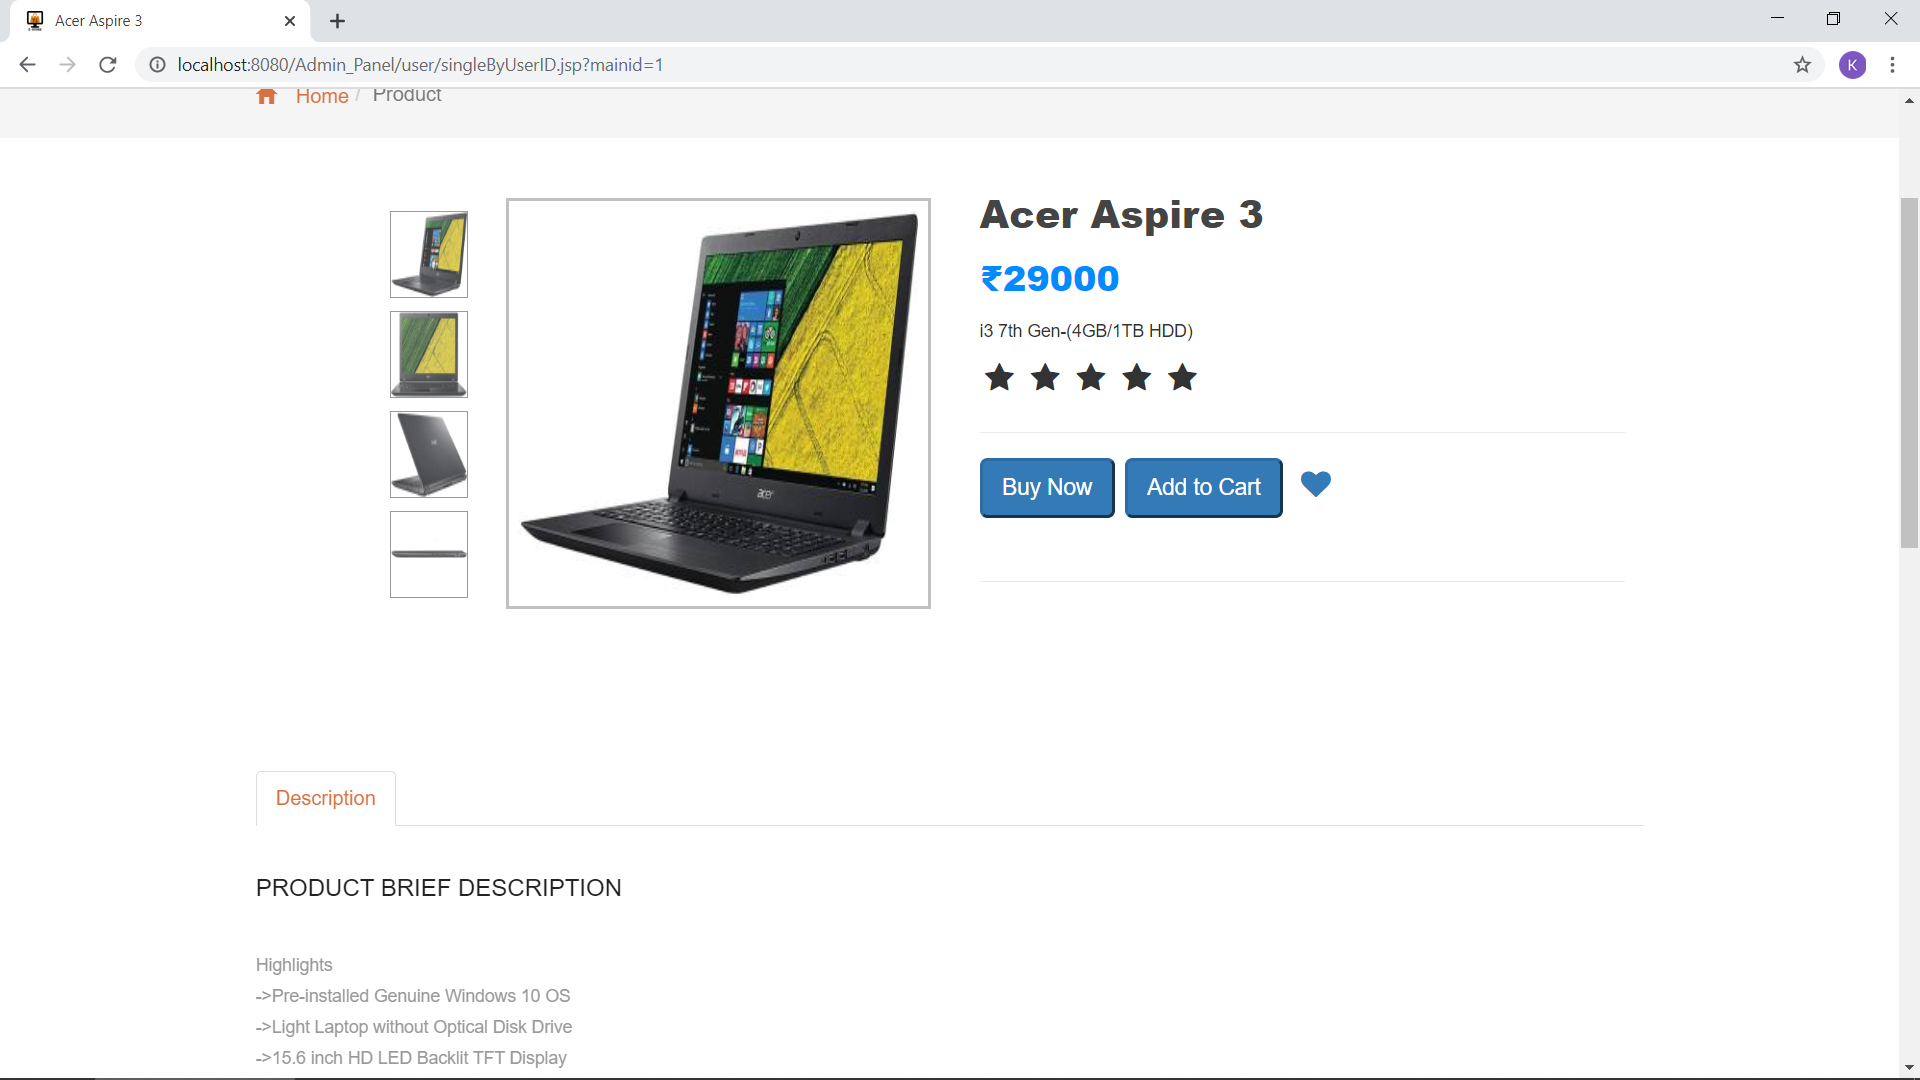 Acer Aspire 3
localhost:8080/Admin_Panel/user/singleByUserID.jsp?mainid=1
K
Home / Product
Acer Aspire 3
₹29000
i3 7th Gen-(4GB/1TB HDD)
acer
Buy Now Add to Cart
Description
PRODUCT BRIEF DESCRIPTION
Highlights
->Pre-installed Genuine Windows 10 OS
->Light Laptop without Optical Disk Drive
->15.6 inch HD LED Backlit TFT Display